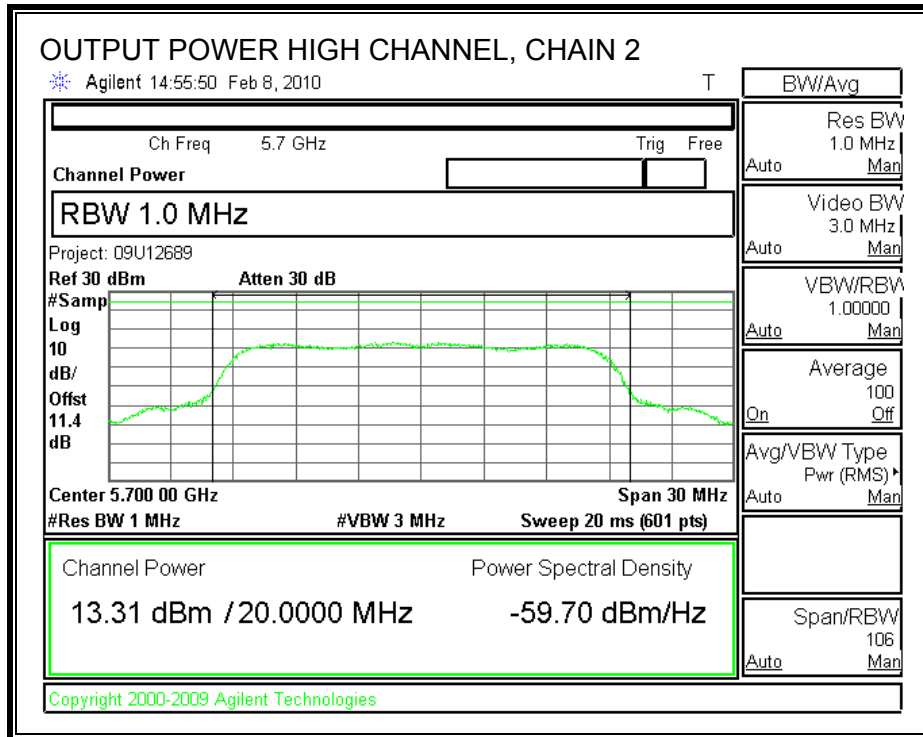 OUTPUT POWER HIGH CHANNEL, CHAIN 2
Agilent 14:55:50 Feb 8, 2010 T
Ch Freq 5.7 GHz Trig Free
Channel Power
RBW 1.0 MHz
Project: 09U12689
Ref 30 dBm Atten 30 dB
#Samp
Log
10
dB/
Offst
11.4
dB
Center 5.700 00 GHz Span 30 MHz
#Res BW 1 MHz #VBW 3 MHz Sweep 20 ms (601 pts)
Channel Power Power Spectral Density
13.31 dBm / 20.0000 MHz -59.70 dBm/Hz
Copyright 2000-2009 Agilent Technologies
BW/Avg
Res BW
1.0 MHz
Auto Man
Video BW
3.0 MHz
Auto Man
VBW/RBW
1.00000
Auto Man
Average
100
On Off
Avg/VBW Type
Pwr (RMS)
Auto Man
Span/RBW
106
Auto Man